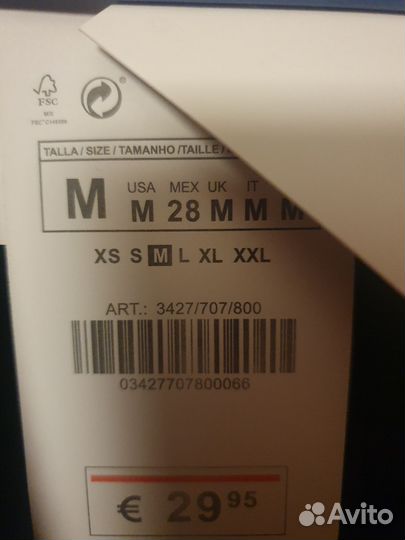 FSC
MIX
TALLA / SIZE / TAMANHO /TAILLE /
M USA MEX UK IT
M 28 M M M
XS S M L XL XXL
ART.: 3427/707/800
03427707800066
€ 29 95
Avito